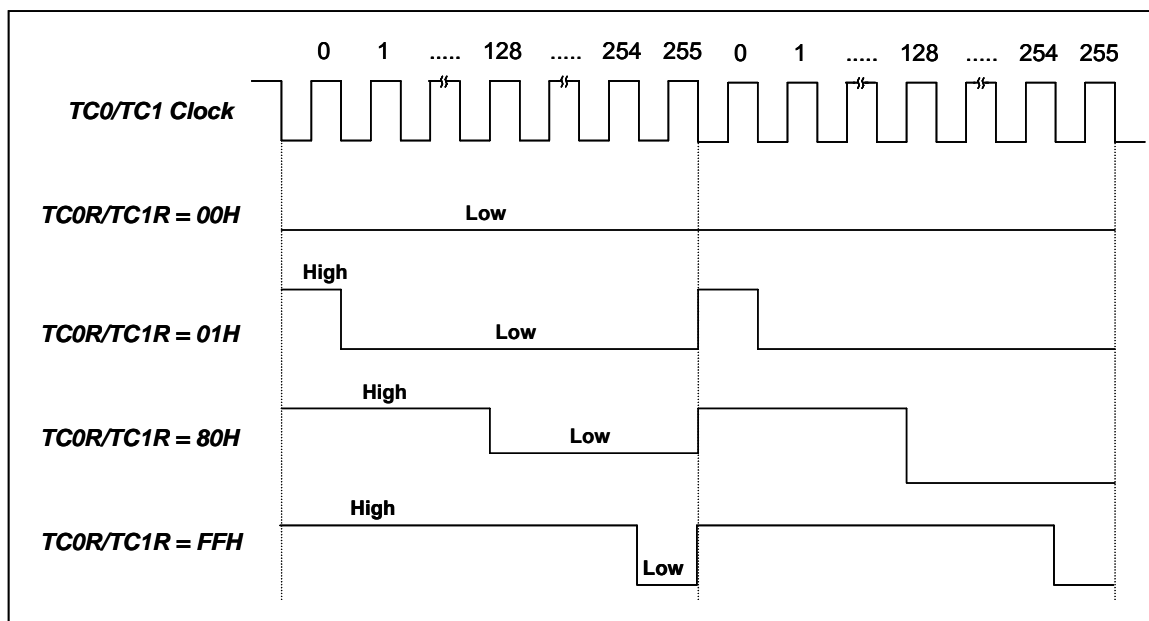 0 1 ..... 128 ..... 254 255 0 1 ..... 128 ..... 254 255
TC0/TC1 Clock
TC0R/TC1R = 00H
Low
High
TC0R/TC1R = 01H
Low
High
TC0R/TC1R = 80H
Low
High
TC0R/TC1R = FFH
Low